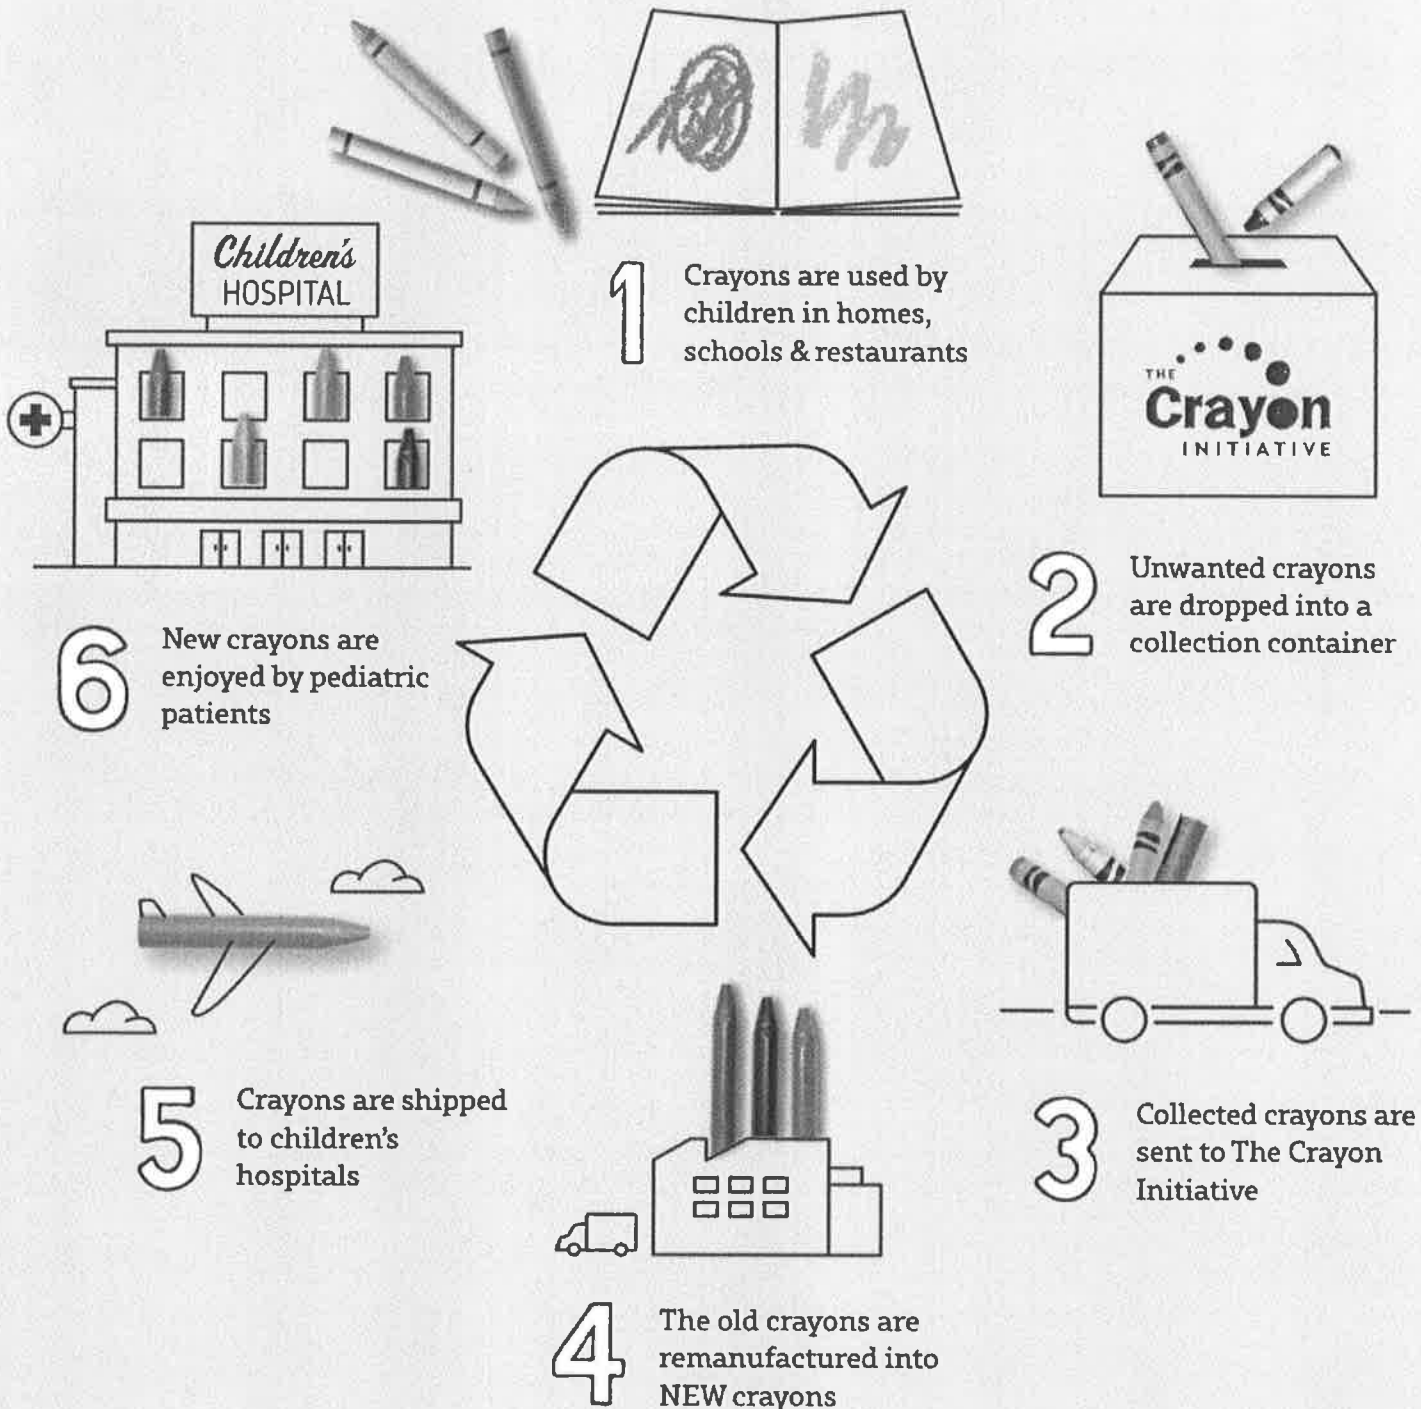 1
Crayons are used by
children in homes,
schools & restaurants
THE
Crayon
INITIATIVE
2
Unwanted crayons
are dropped into a
collection container
3
Collected crayons are
sent to The Crayon
Initiative
4
The old crayons are
remanufactured into
NEW crayons
5
Crayons are shipped
to children's
hospitals
Children's
HOSPITAL
6
New crayons are
enjoyed by pediatric
patients